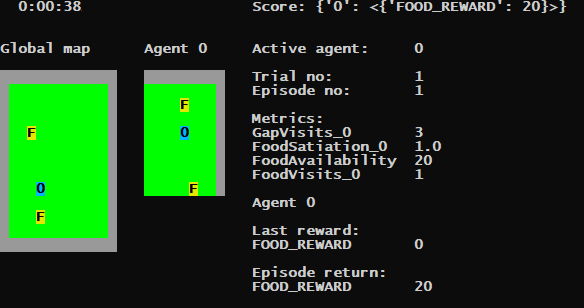 0:00:38 Score: {'0': <{'FOOD_REWARD': 20}>}
Global map Agent 0 Active agent: 0
Trial no: 1
Episode no: 1
F
Metrics:
F 0 GapVisits_0 3
FoodSatiation_0 1.0
FoodAvailability 20
0 F FoodVisits_0 1
F
Agent 0
Last reward:
FOOD_REWARD 0
Episode return:
FOOD_REWARD 20